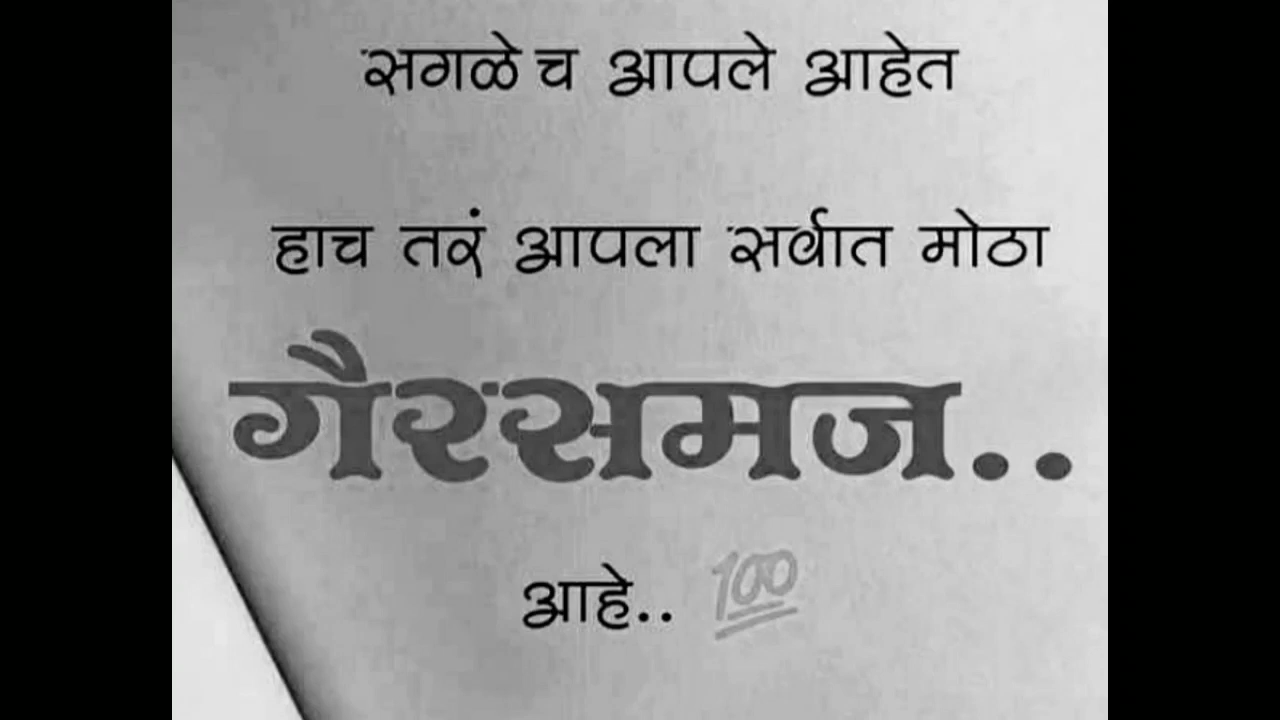 सगळेच आपले आहेत
हाच तरं आपला सर्वात मोठा
गैरसमज..
आहे.. 💯